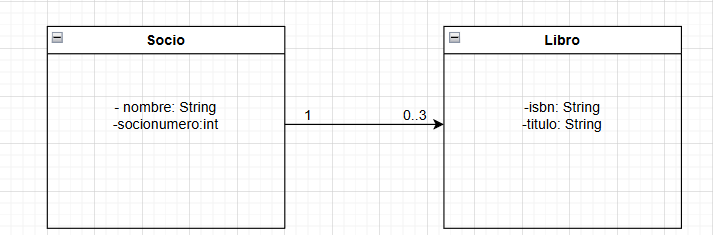 Socio
- nombre: String
-socionumero:int
1
0..3
Libro
-isbn: String
-titulo: String